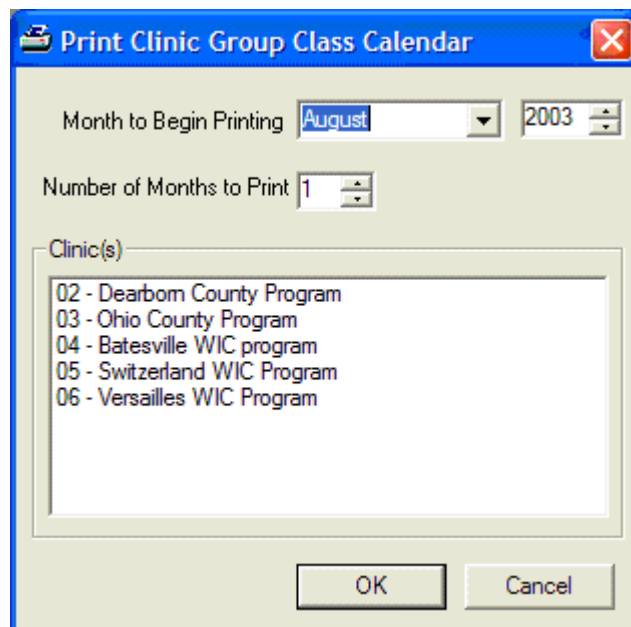 Print Clinic Group Class Calendar
Month to Begin Printing August 2003
Number of Months to Print 1
Clinic(s)
02 - Dearborn County Program
03 - Ohio County Program
04 - Batesville WIC program
05 - Switzerland WIC Program
06 - Versailles WIC Program
OK Cancel